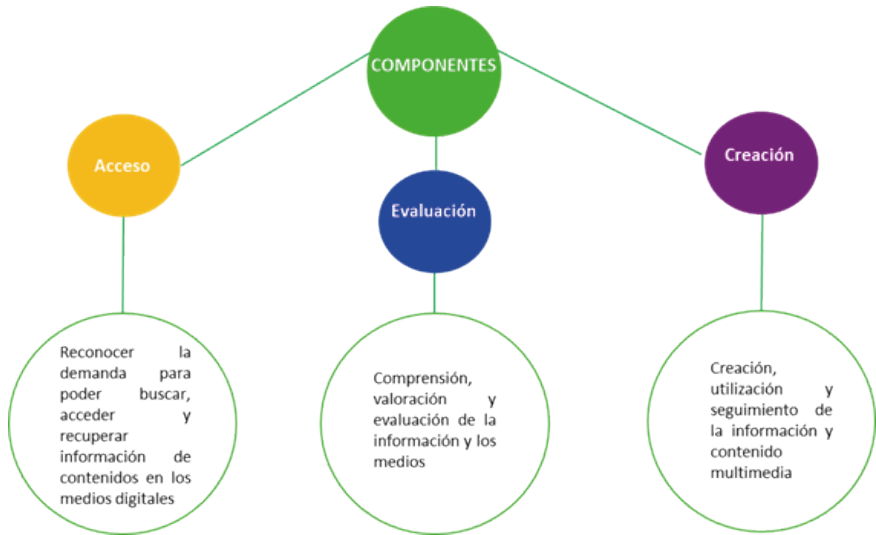 COMPONENTES
Acceso
Evaluación
Creación
Reconocer la
demanda para
poder buscar,
acceder y
recuperar
información de
contenidos en los
medios digitales
Comprensión,
valoración y
evaluación de la
información y los
medios
Creación,
utilización y
seguimiento de
la información y
contenido
multimedia